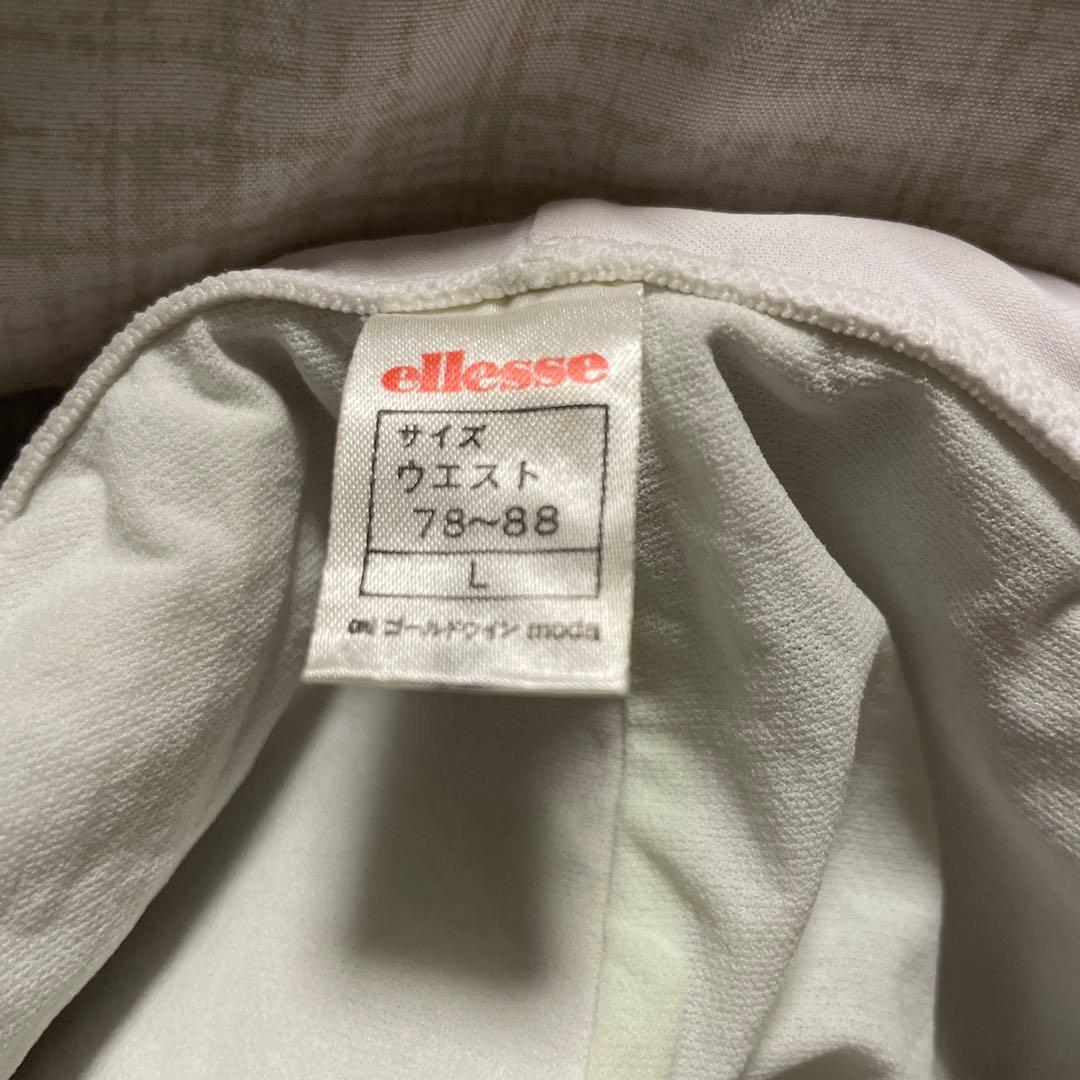 ellesse
サイズ
ウエスト
78〜88
L
ゴールドウイン moda